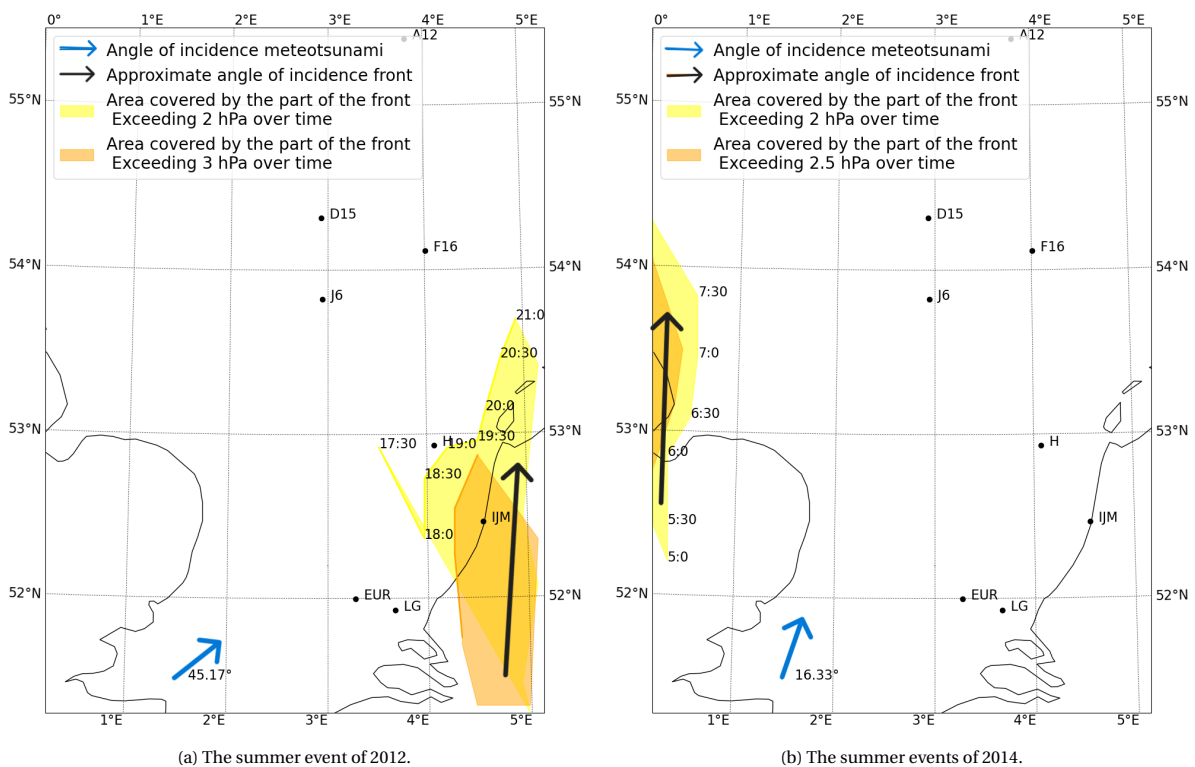 0° 1°E 2°E 3°E 4°E 5°E
A12
Angle of incidence meteotsunami
Approximate angle of incidence front
Area covered by the part of the front
Exceeding 2 hPa over time
Area covered by the part of the front
Exceeding 3 hPa over time
55°N 55°N
D15
F16
54°N 54°N
J6
21:0
20:30
20:0
19:30
17:30 H 19:0
53°N 53°N
18:30
IJM
18:0
52°N 52°N
EUR
LG
45.17°
1°E 2°E 3°E 4°E 5°E
(a) The summer event of 2012.
0° 1°E 2°E 3°E 4°E 5°E
A12
Angle of incidence meteotsunami
Approximate angle of incidence front
Area covered by the part of the front
Exceeding 2 hPa over time
Area covered by the part of the front
Exceeding 2.5 hPa over time
55°N 55°N
D15
F16
54°N 54°N
7:30
J6
7:0
6:30
53°N 53°N
H
6:0
5:30
IJM
5:0
52°N 52°N
EUR
LG
16.33°
1°E 2°E 3°E 4°E 5°E
(b) The summer events of 2014.